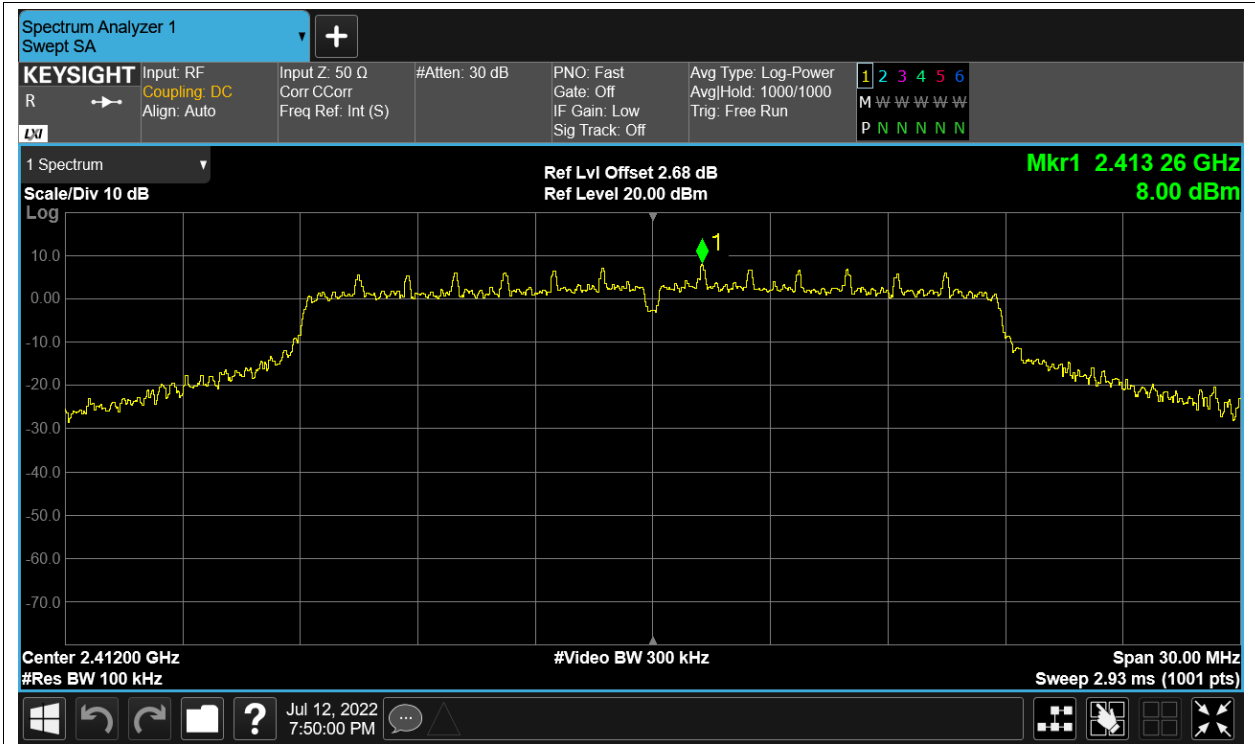 Spectrum Analyzer 1
Swept SA
+
KEYSIGHT
R
LXI
Input: RF
Coupling: DC
Align: Auto
Input Z: 50 Ω
Corr CCorr
Freq Ref: Int (S)
#Atten: 30 dB
PNO: Fast
Gate: Off
IF Gain: Low
Sig Track: Off
Avg Type: Log-Power
Avg|Hold: 1000/1000
Trig: Free Run
1 2 3 4 5 6
M W W W W W
P N N N N N
1 Spectrum
Scale/Div 10 dB
Log
Ref Lvl Offset 2.68 dB
Ref Level 20.00 dBm
Mkr1 2.413 26 GHz
8.00 dBm
1
10.0
0.00
-10.0
-20.0
-30.0
-40.0
-50.0
-60.0
-70.0
Center 2.41200 GHz
#Res BW 100 kHz
#Video BW 300 kHz
Span 30.00 MHz
Sweep 2.93 ms (1001 pts)
?
Jul 12, 2022
7:50:00 PM